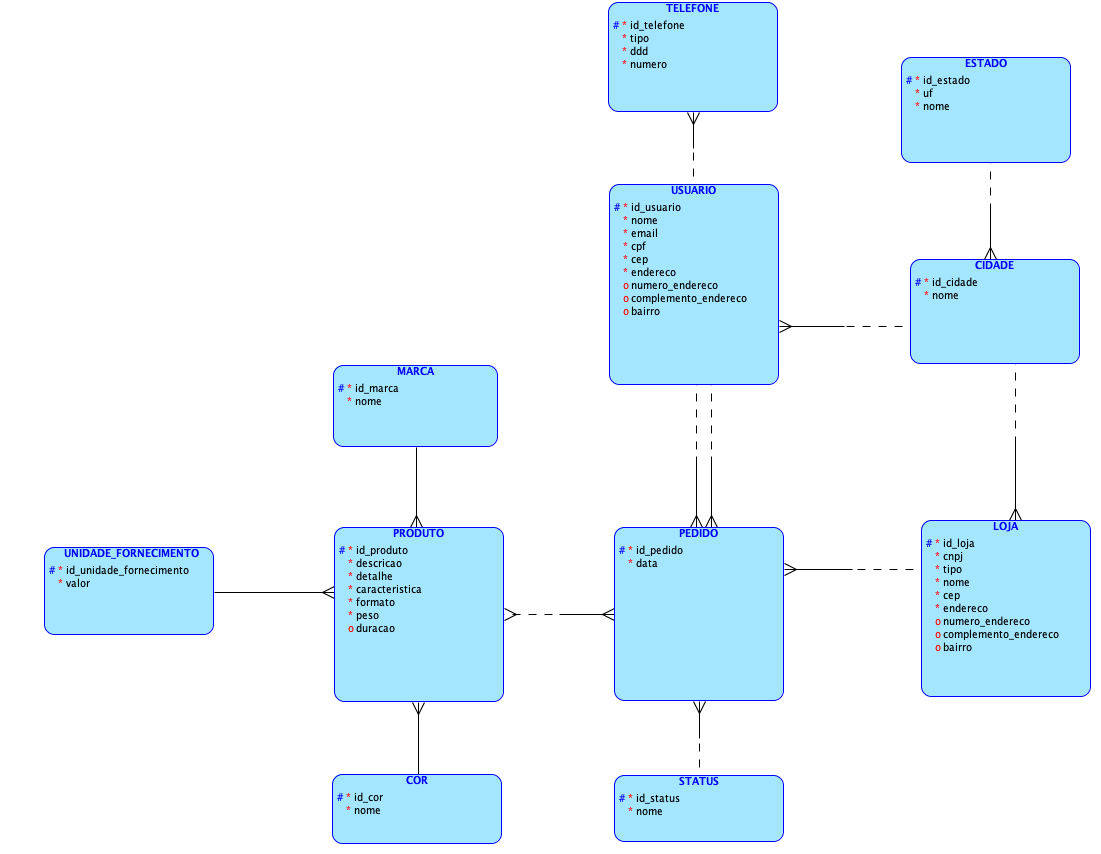 TELEFONE
# * id_telefone
* tipo
* ddd
* numero
ESTADO
# * id_estado
* uf
* nome
USUARIO
# * id_usuario
* nome
* email
* cpf
* cep
* endereco
o numero_endereco
o complemento_endereco
o bairro
CIDADE
# * id_cidade
* nome
MARCA
# * id_marca
* nome
UNIDADE_FORNECIMENTO
# * id_unidade_fornecimento
* valor
PRODUTO
# * id_produto
* descricao
* detalhe
* caracteristica
* formato
* peso
o duracao
PEDIDO
# * id_pedido
* data
LOJA
# * id_loja
* cnpj
* tipo
* nome
* cep
* endereco
o numero_endereco
o complemento_endereco
o bairro
COR
# * id_cor
* nome
STATUS
# * id_status
* nome